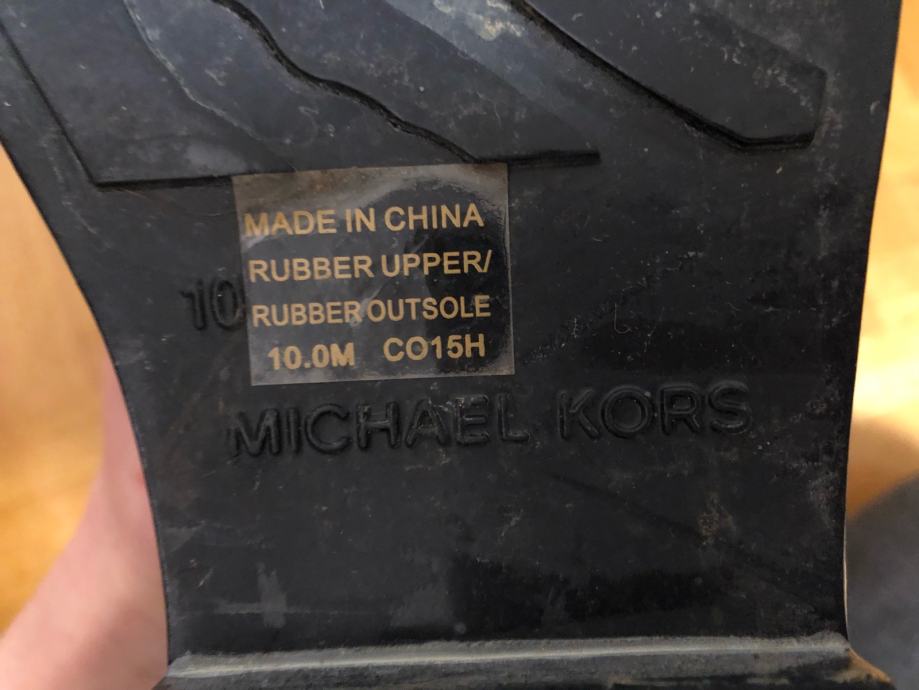 MADE IN CHINA
RUBBER UPPER/
10
RUBBER OUTSOLE
10.0M CO15H
MICHAEL KORS